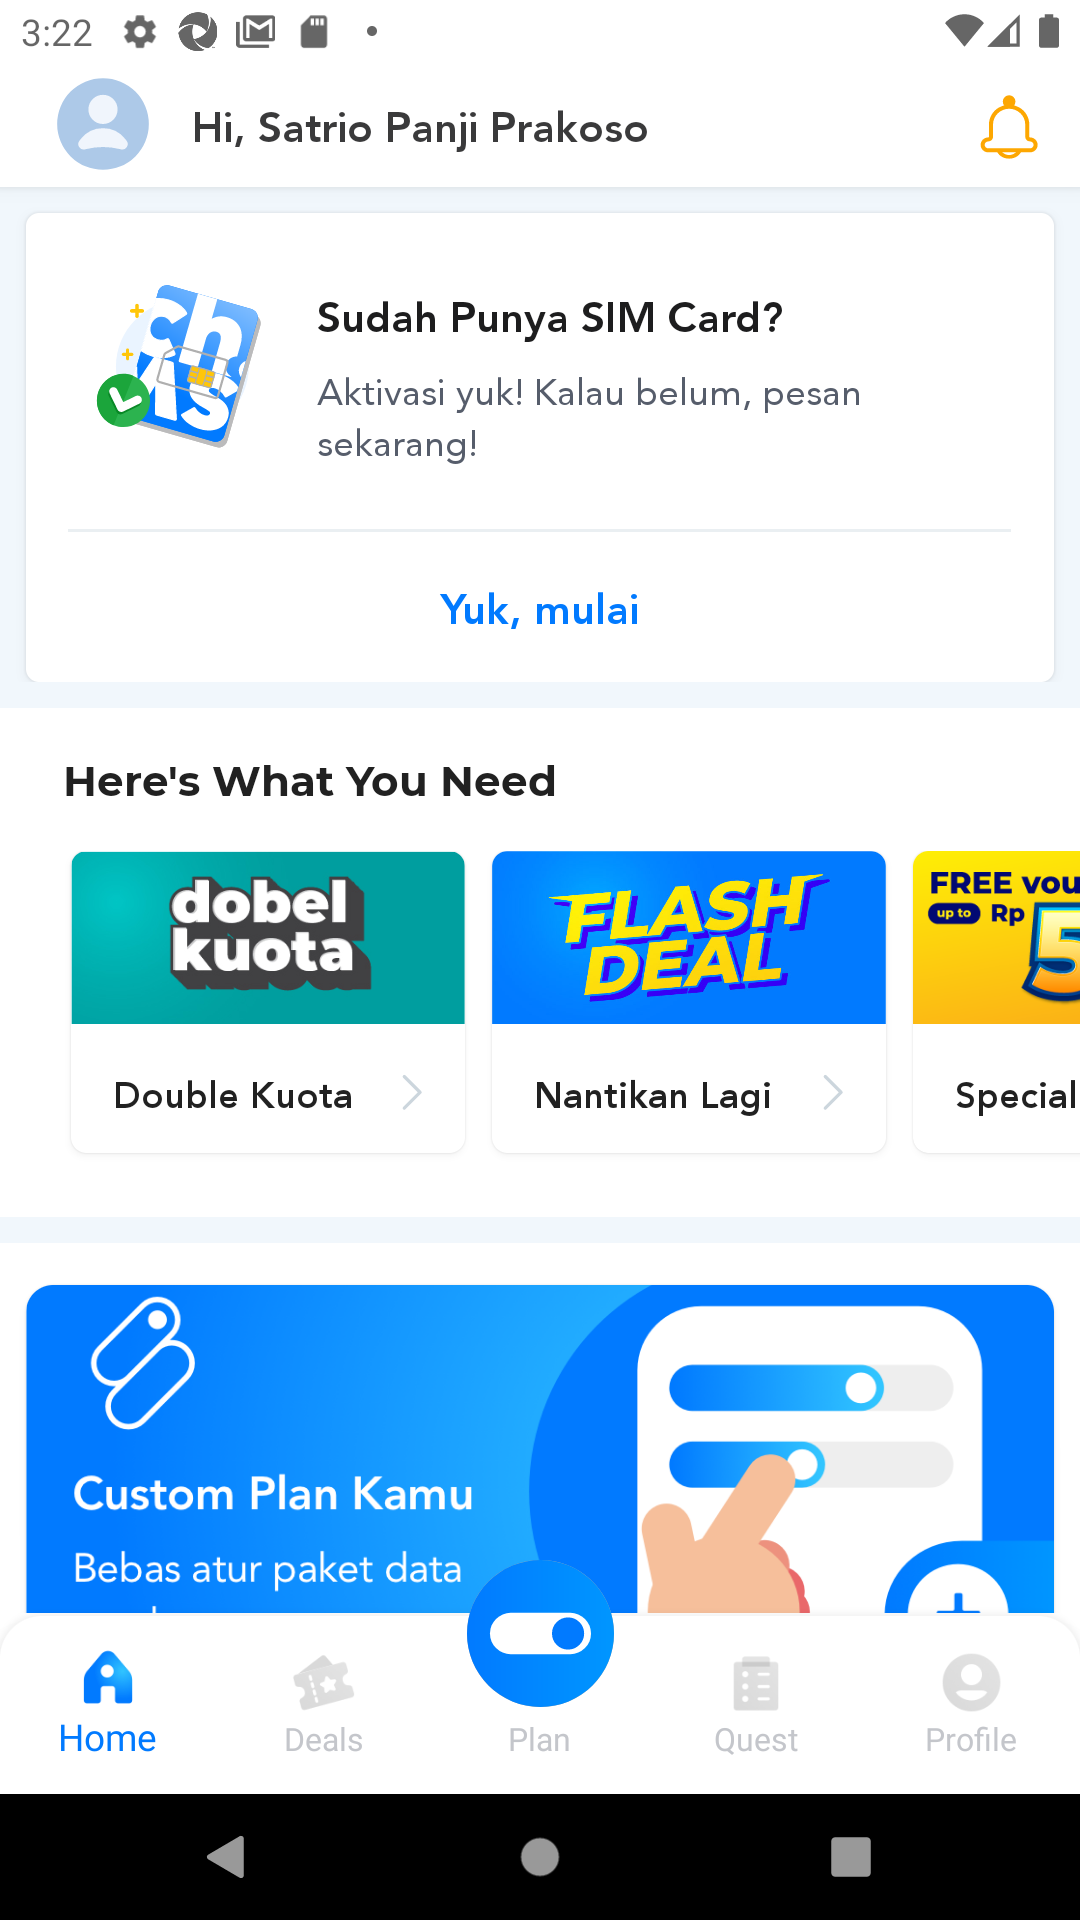 3:22
Hi, Satrio Panji Prakoso
Sudah Punya SIM Card?
Aktivasi yuk! Kalau belum, pesan
sekarang!
Yuk, mulai
Here's What You Need
dobel
kuota
FLASH
DEAL
FREE vou
up to Rp
5
Double Kuota
Nantikan Lagi
Special
Custom Plan Kamu
Bebas atur paket data
Home
Deals
Plan
Quest
Profile